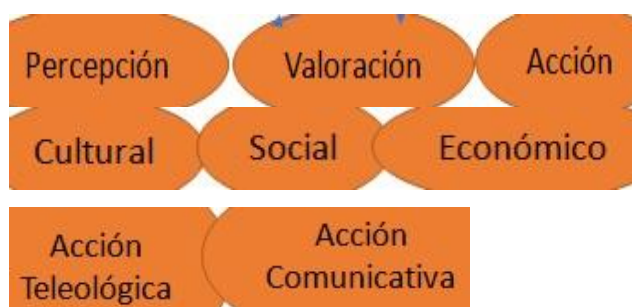 Percepción Valoración Acción
Cultural Social Económico
Acción Acción
Teleológica Comunicativa